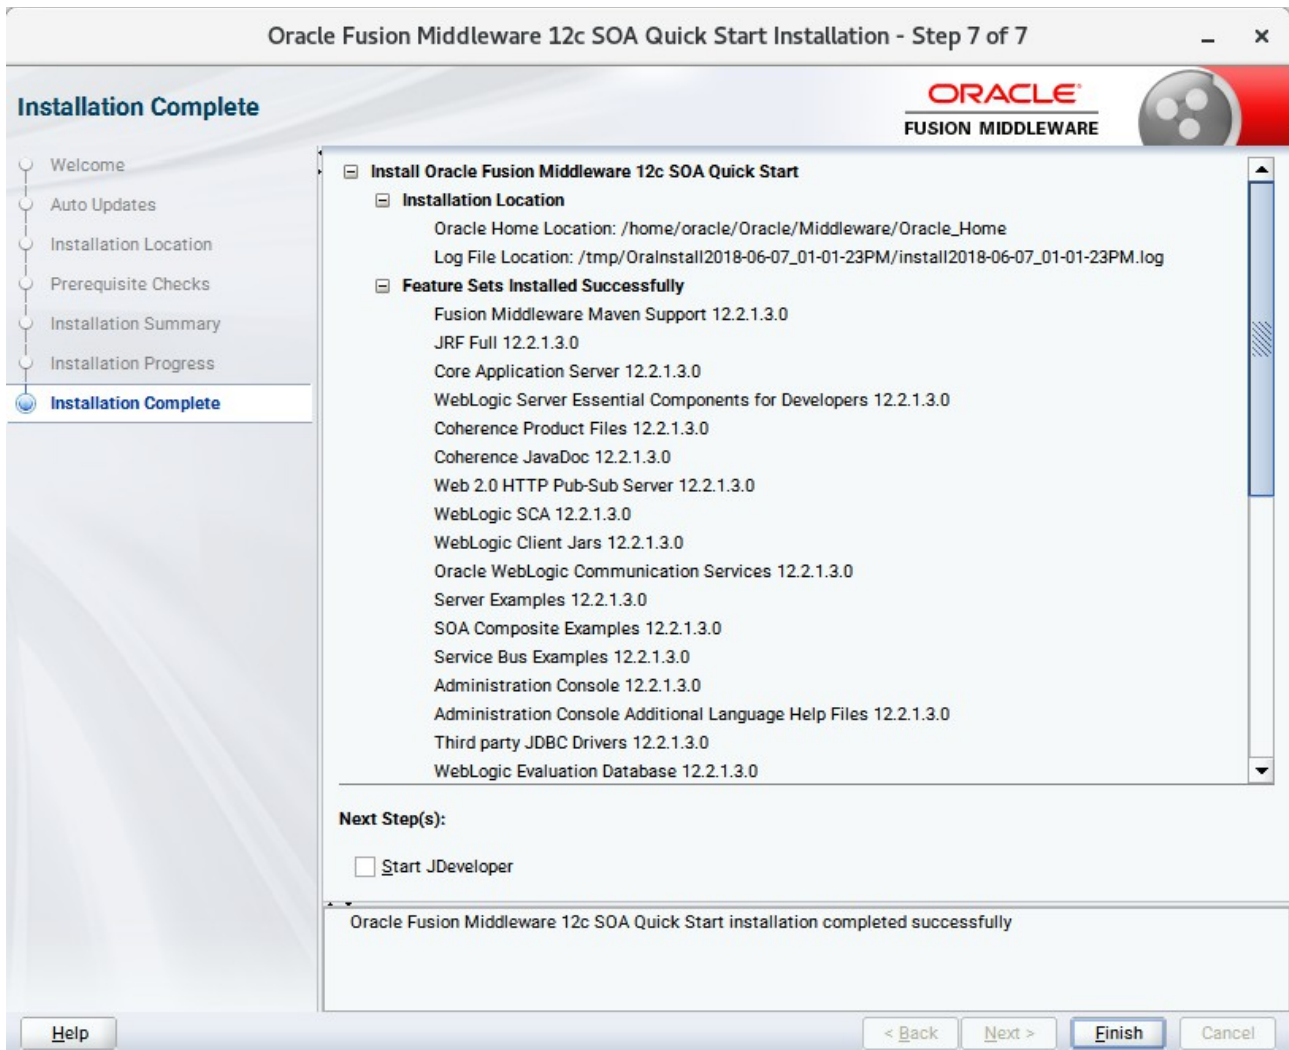 Oracle Fusion Middleware 12c SOA Quick Start Installation - Step 7 of 7
Installation Complete
ORACLE
FUSION MIDDLEWARE
Welcome
Auto Updates
Installation Location
Prerequisite Checks
Installation Summary
Installation Progress
Installation Complete
Install Oracle Fusion Middleware 12c SOA Quick Start
Installation Location
Oracle Home Location: /home/oracle/Oracle/Middleware/Oracle_Home
Log File Location: /tmp/OraInstall2018-06-07_01-01-23PM/install2018-06-07_01-01-23PM.log
Feature Sets Installed Successfully
Fusion Middleware Maven Support 12.2.1.3.0
JRF Full 12.2.1.3.0
Core Application Server 12.2.1.3.0
WebLogic Server Essential Components for Developers 12.2.1.3.0
Coherence Product Files 12.2.1.3.0
Coherence JavaDoc 12.2.1.3.0
Web 2.0 HTTP Pub-Sub Server 12.2.1.3.0
WebLogic SCA 12.2.1.3.0
WebLogic Client Jars 12.2.1.3.0
Oracle WebLogic Communication Services 12.2.1.3.0
Server Examples 12.2.1.3.0
SOA Composite Examples 12.2.1.3.0
Service Bus Examples 12.2.1.3.0
Administration Console 12.2.1.3.0
Administration Console Additional Language Help Files 12.2.1.3.0
Third party JDBC Drivers 12.2.1.3.0
WebLogic Evaluation Database 12.2.1.3.0
Next Step(s):
Start JDeveloper
Oracle Fusion Middleware 12c SOA Quick Start installation completed successfully
Help
< Back
Next >
Finish
Cancel